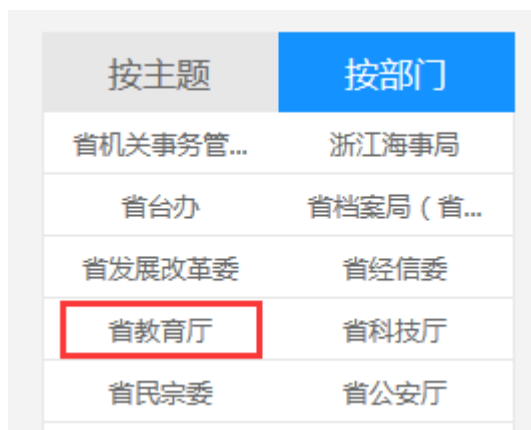 按主题 按部门
省机关事务管... 浙江海事局
省台办 省档案局（省...
省发展改革委 省经信委
省教育厅 省科技厅
省民宗委 省公安厅